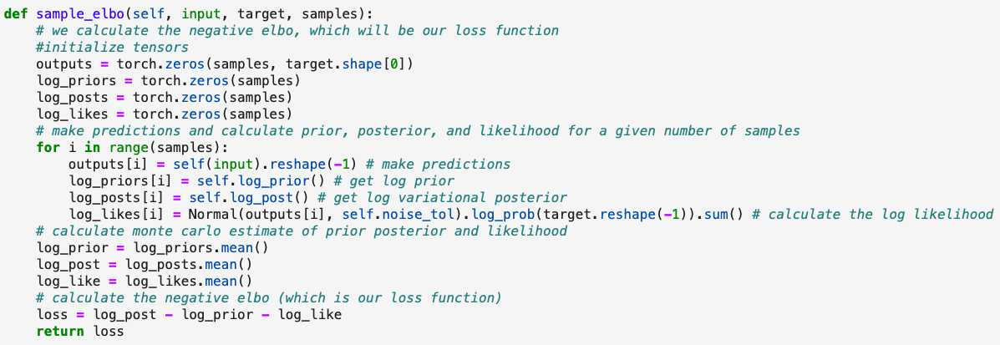 def sample_elbo(self, input, target, samples):
    # we calculate the negative elbo, which will be our loss function
    #initialize tensors
    outputs = torch.zeros(samples, target.shape[0])
    log_priors = torch.zeros(samples)
    log_posts = torch.zeros(samples)
    log_likes = torch.zeros(samples)
    # make predictions and calculate prior, posterior, and likelihood for a given number of samples
    for i in range(samples):
        outputs[i] = self(input).reshape(-1) # make predictions
        log_priors[i] = self.log_prior() # get log prior
        log_posts[i] = self.log_post() # get log variational posterior
        log_likes[i] = Normal(outputs[i], self.noise_tol).log_prob(target.reshape(-1)).sum() # calculate the log likelihood
    # calculate monte carlo estimate of prior posterior and likelihood
    log_prior = log_priors.mean()
    log_post = log_posts.mean()
    log_like = log_likes.mean()
    # calculate the negative elbo (which is our loss function)
    loss = log_post - log_prior - log_like
    return loss